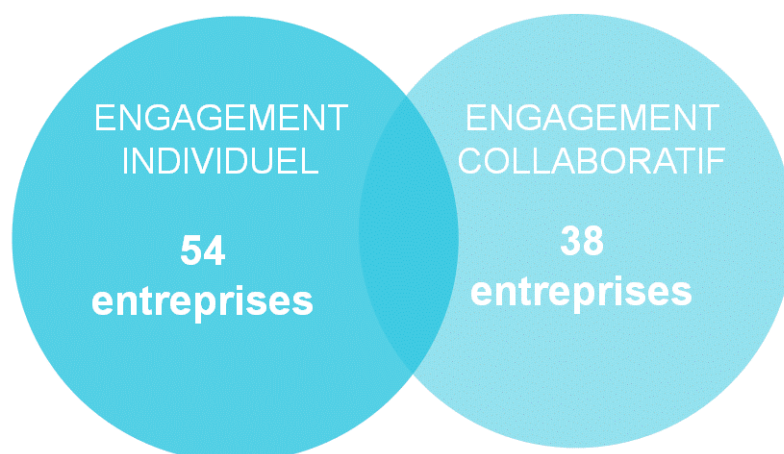 ENGAGEMENT
INDIVIDUEL
54
entreprises
ENGAGEMENT
COLLABORATIF
38
entreprises